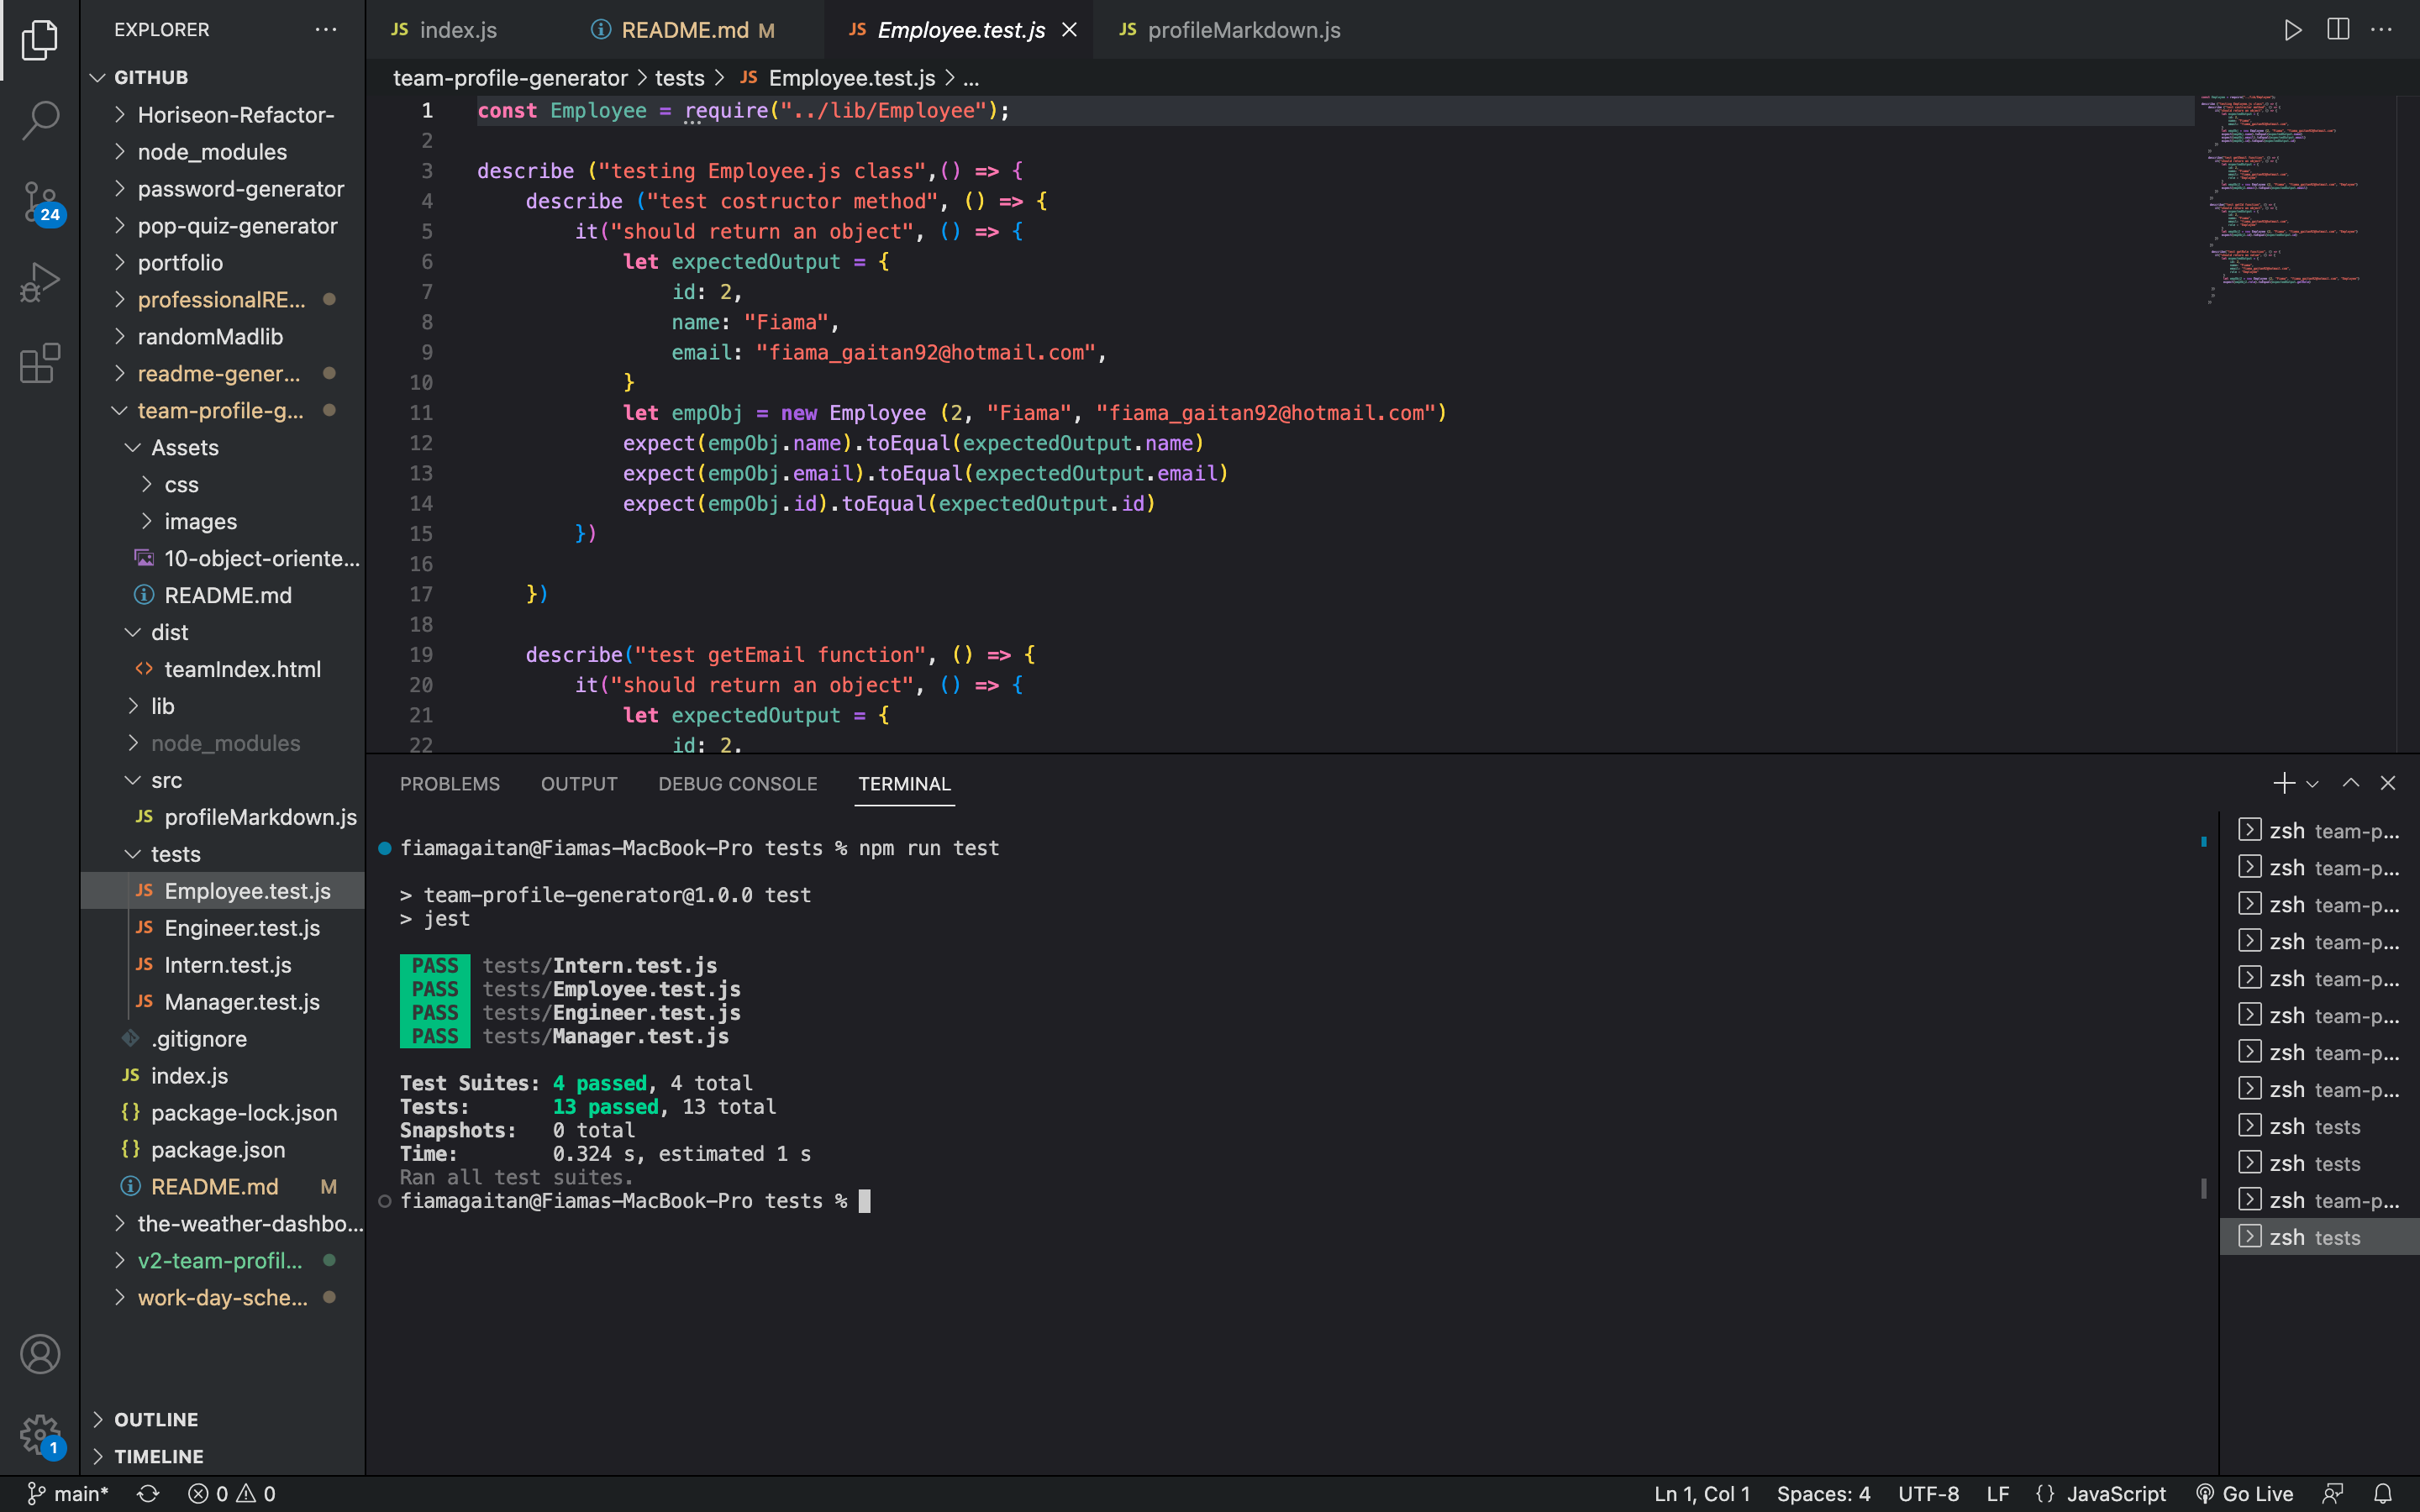 EXPLORER
GITHUB
Horiseon-Refactor-
node_modules
password-generator
pop-quiz-generator
portfolio
professionalRE...
randomMadlib
readme-gener...
team-profile-g...
Assets
css
images
10-object-oriente...
README.md
dist
teamIndex.html
lib
node_modules
src
JS profileMarkdown.js
tests
JS Employee.test.js
JS Engineer.test.js
JS Intern.test.js
JS Manager.test.js
.gitignore
JS index.js
{} package-lock.json
{} package.json
README.md M
the-weather-dashbo...
v2-team-profil...
work-day-sche...
OUTLINE
TIMELINE
24
1
JS index.js
README.md M
JS Employee.test.js
JS profileMarkdown.js
team-profile-generator > tests > JS Employee.test.js > ...
1 const Employee = require("../lib/Employee");
2
3 describe ("testing Employee.js class",() => {
4 describe ("test costructor method", () => {
5 it("should return an object", () => {
6 let expectedOutput = {
7 id: 2,
8 name: "Fiama",
9 email: "fiama_gaitan92@hotmail.com",
10 }
11 let empObj = new Employee (2, "Fiama", "fiama_gaitan92@hotmail.com")
12 expect(empObj.name).toEqual(expectedOutput.name)
13 expect(empObj.email).toEqual(expectedOutput.email)
14 expect(empObj.id).toEqual(expectedOutput.id)
15 })
16
17 })
18
19 describe("test getEmail function", () => {
20 it("should return an object", () => {
21 let expectedOutput = {
22 id: 2,
PROBLEMS OUTPUT DEBUG CONSOLE TERMINAL
fiamagaitan@Fiamas-MacBook-Pro tests % npm run test
> team-profile-generator@1.0.0 test
> jest
PASS tests/Intern.test.js
PASS tests/Employee.test.js
PASS tests/Engineer.test.js
PASS tests/Manager.test.js
Test Suites: 4 passed, 4 total
Tests: 13 passed, 13 total
Snapshots: 0 total
Time: 0.324 s, estimated 1 s
Ran all test suites.
fiamagaitan@Fiamas-MacBook-Pro tests %
zsh team-p...
zsh team-p...
zsh team-p...
zsh team-p...
zsh team-p...
zsh team-p...
zsh team-p...
zsh team-p...
zsh tests
zsh tests
zsh team-p...
zsh tests
main* 0 0 Ln 1, Col 1 Spaces: 4 UTF-8 LF {} JavaScript Go Live